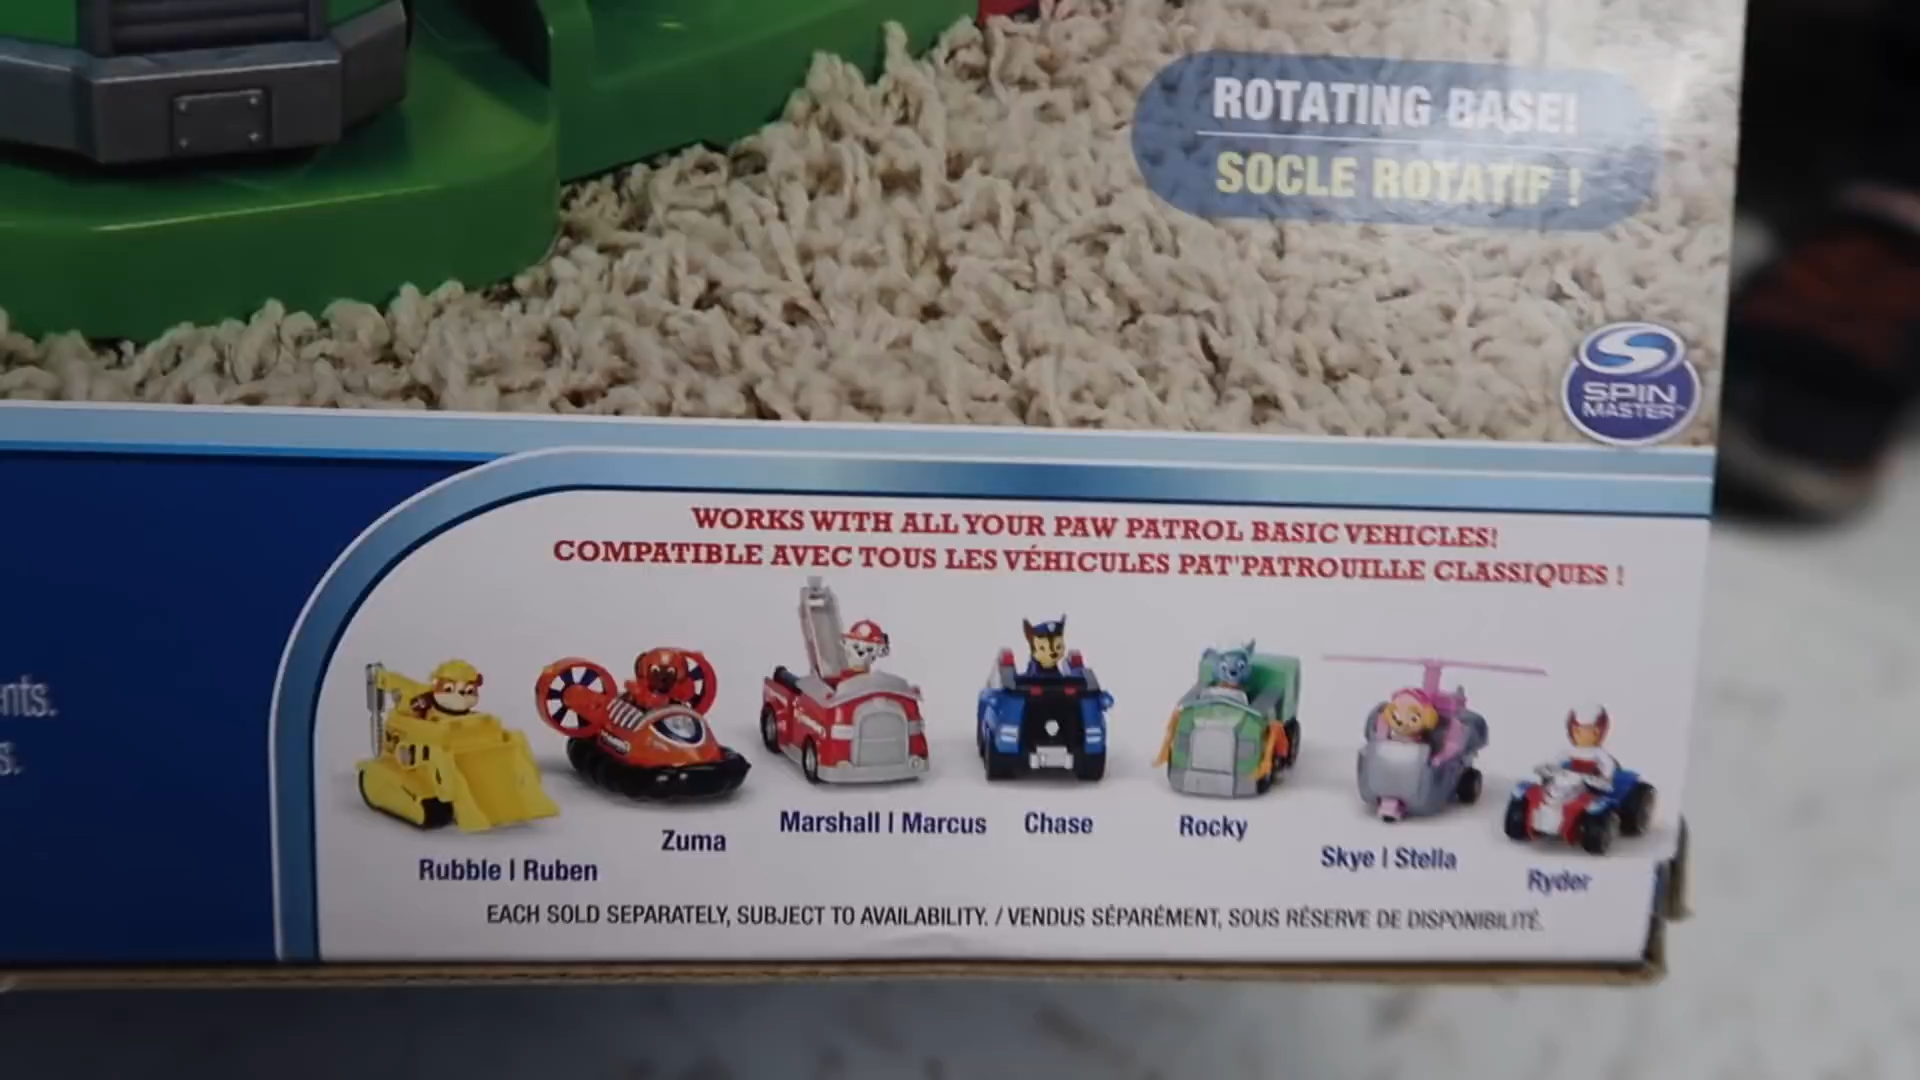 ROTATING BASE!
SOCLE ROTATIF !
SPIN
MASTER™
WORKS WITH ALL YOUR PAW PATROL BASIC VEHICLES!
COMPATIBLE AVEC TOUS LES VÉHICULES PAT'PATROUILLE CLASSIQUES !
Rubble | Ruben
Zuma
Marshall | Marcus
Chase
Rocky
Skye | Stella
Ryder
EACH SOLD SEPARATELY, SUBJECT TO AVAILABILITY. / VENDUS SÉPARÉMENT, SOUS RÉSERVE DE DISPONIBILITÉ.